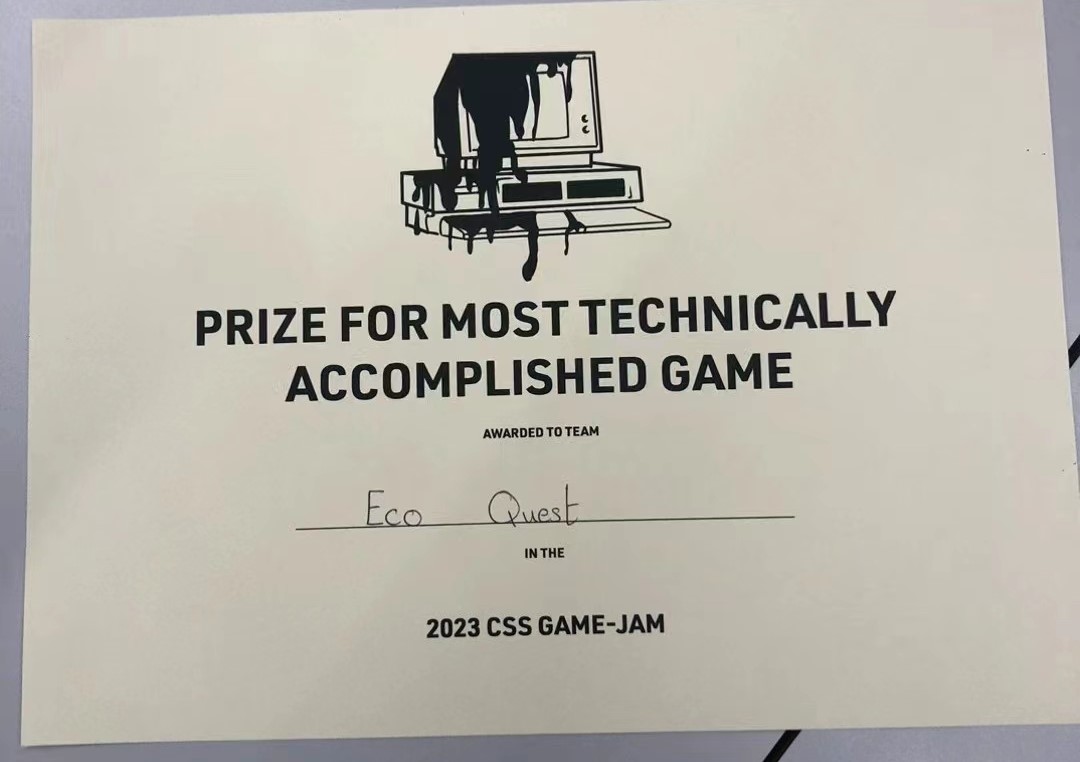 PRIZE FOR MOST TECHNICALLY
ACCOMPLISHED GAME
AWARDED TO TEAM
Eco Quest
IN THE
2023 CSS GAME-JAM